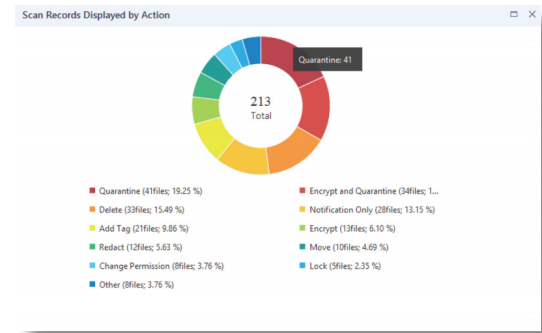 Scan Records Displayed by Action
Quarantine: 41
213
Total
Quarantine (41files; 19.25 %)
Encrypt and Quarantine (34files; 1...
Delete (33files; 15.49 %)
Notification Only (28files; 13.15 %)
Add Tag (21files; 9.86 %)
Encrypt (13files; 6.10 %)
Redact (12files; 5.63 %)
Move (10files; 4.69 %)
Change Permission (8files; 3.76 %)
Lock (5files; 2.35 %)
Other (8files; 3.76 %)